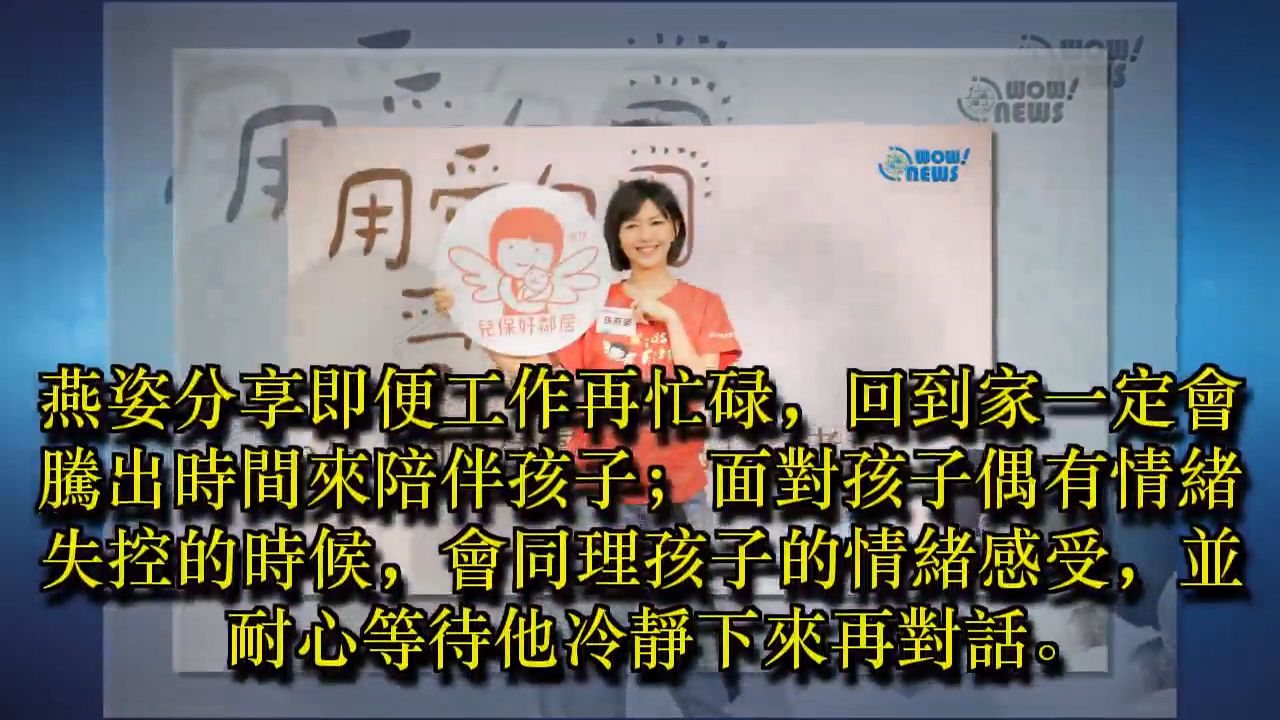 用愛
WOW!
NEWS
WOW!
NEWS
WOW!
NEWS
兒保好鄰居
孫燕姿
Kids
燕姿分享即便工作再忙碌，回到家一定會
騰出時間來陪伴孩子；面對孩子偶有情緒
失控的時候，會同理孩子的情緒感受，並
耐心等待他冷靜下來再對話。